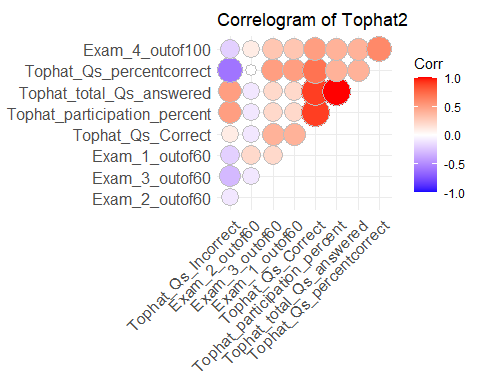 Correlogram of Tophat2
Exam_4_outof100
Tophat_Qs_percentcorrect
Tophat_total_Qs_answered
Tophat_participation_percent
Tophat_Qs_Correct
Exam_1_outof60
Exam_3_outof60
Exam_2_outof60
Tophat_Qs_Incorrect
Exam_2_outof60
Exam_3_outof60
Exam_1_outof60
Tophat_Qs_Correct
Tophat_participation_percent
Tophat_total_Qs_answered
Tophat_Qs_percentcorrect
Corr
1.0
0.5
0.0
-0.5
-1.0